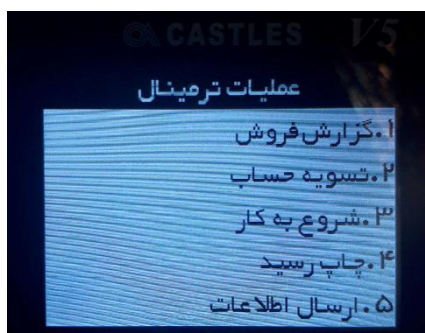 CASTLES V5
عملیات ترمینال
۱.گزارش فروش
۲.تسویه حساب
۳.شروع به کار
۴.چاپ رسید
۵.ارسال اطلاعات